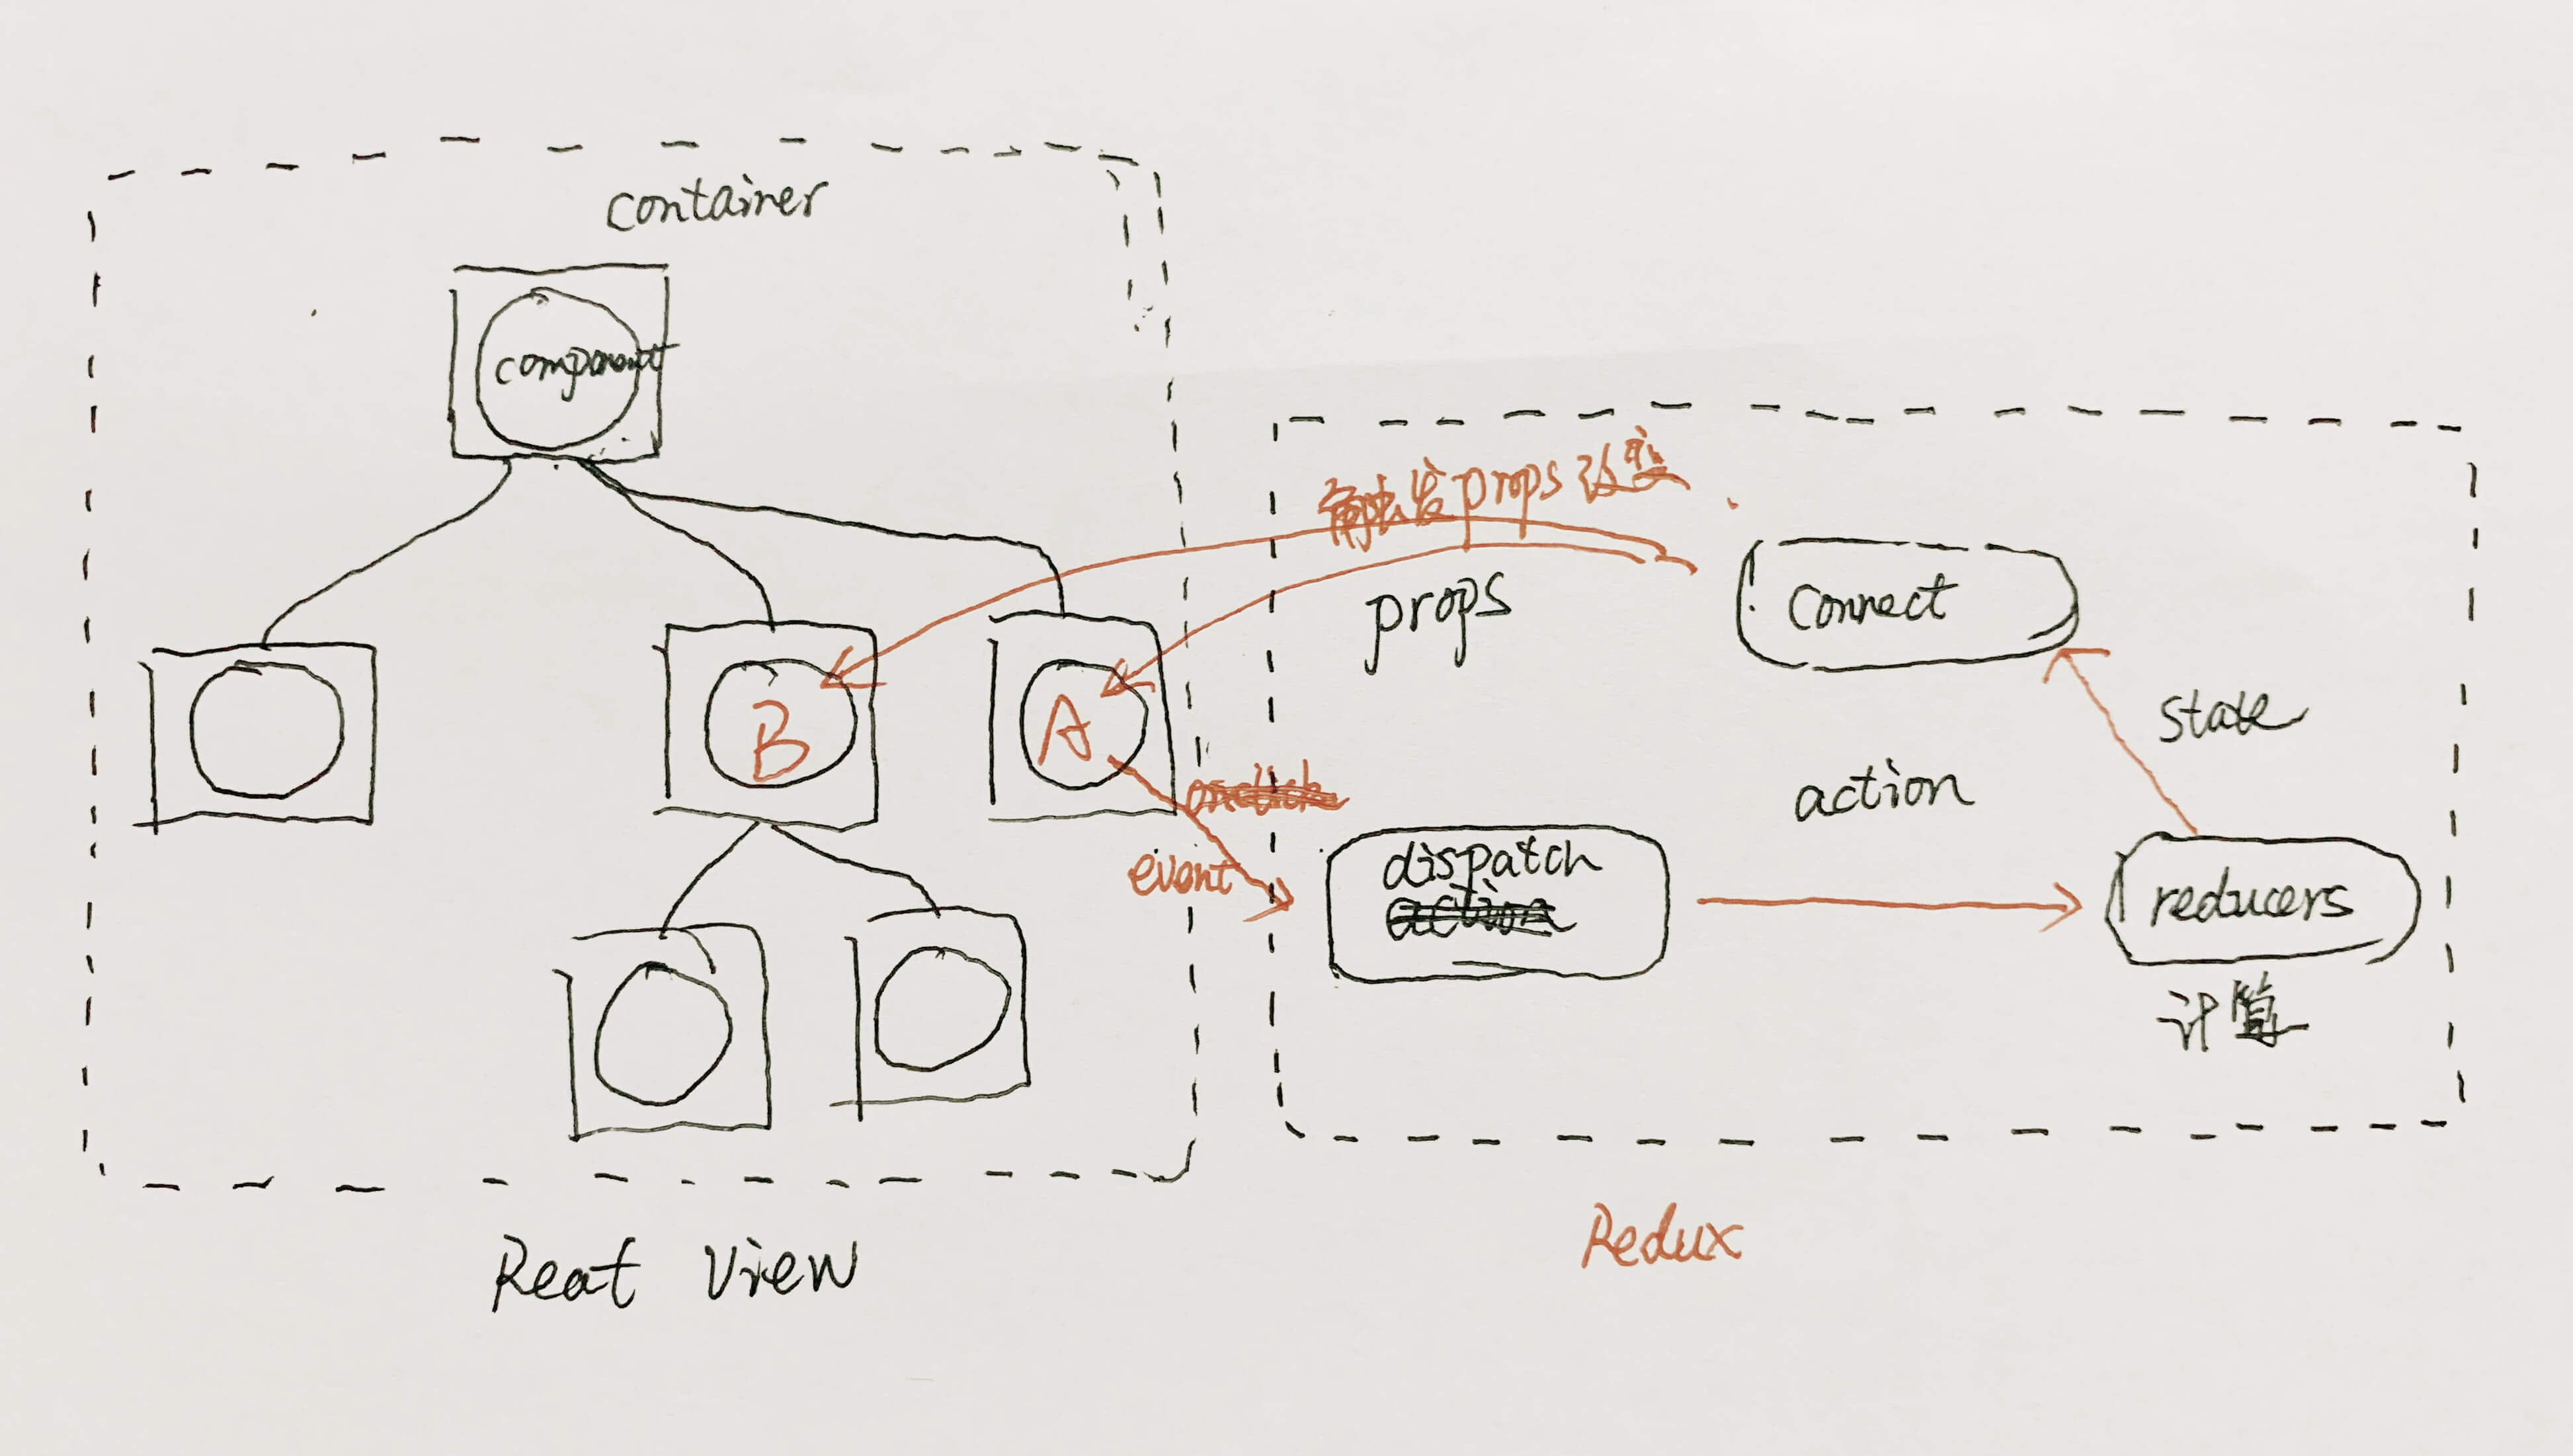 container
component
触发props改变
props
connect
B
A
state
onclick
action
event
dispatch
action
reducers
计算
Reat View
Redux